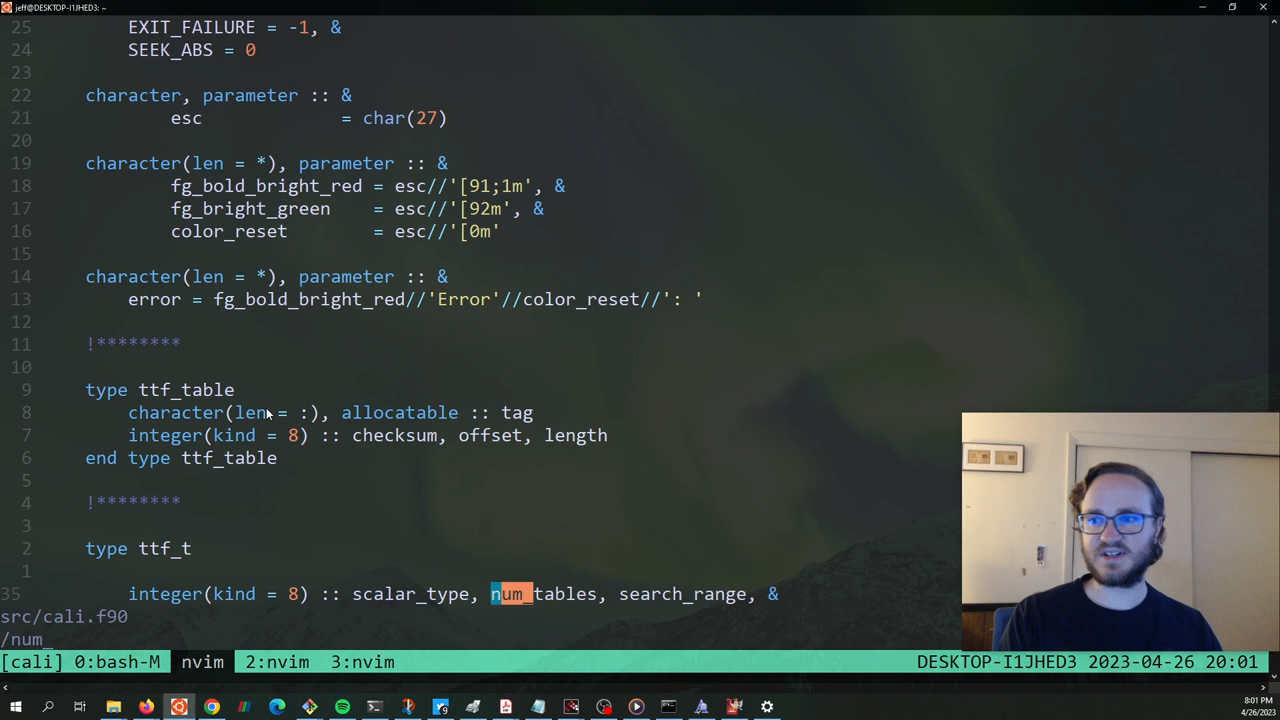 jeff@DESKTOP-I1JHED3: ~
25 EXIT_FAILURE = -1, &
24 SEEK_ABS = 0
23
22 character, parameter :: &
21 esc = char(27)
20
19 character(len = *), parameter :: &
18 fg_bold_bright_red = esc//'[91;1m', &
17 fg_bright_green = esc//'[92m', &
16 color_reset = esc//'[0m'
15
14 character(len = *), parameter :: &
13 error = fg_bold_bright_red//'Error'//color_reset//': '
12
11 !********
10
9 type ttf_table
8 character(len = :), allocatable :: tag
7 integer(kind = 8) :: checksum, offset, length
6 end type ttf_table
5
4 !********
3
2 type ttf_t
1
35 integer(kind = 8) :: scalar_type, num_tables, search_range, &
src/cali.f90
/num_
[cali] 0:bash-M nvim 2:nvim 3:nvim DESKTOP-I1JHED3 2023-04-26 20:01
8:01 PM
4/26/2023